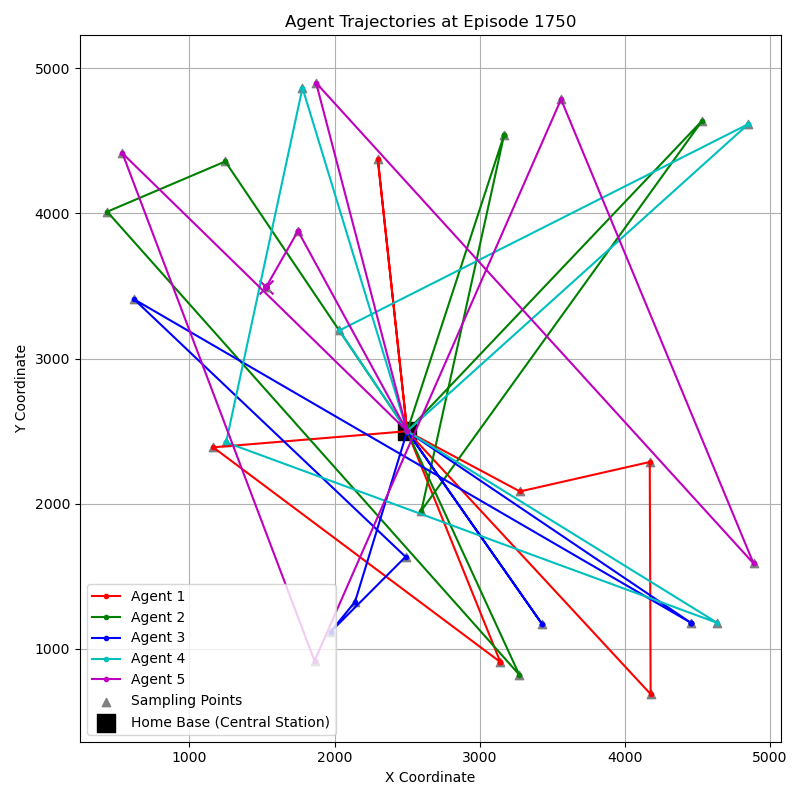 Agent Trajectories at Episode 1750
Y Coordinate
5000
4000
3000
2000
1000
Agent 1
Agent 2
Agent 3
Agent 4
Agent 5
Sampling Points
Home Base (Central Station)
1000 2000 3000 4000 5000
X Coordinate